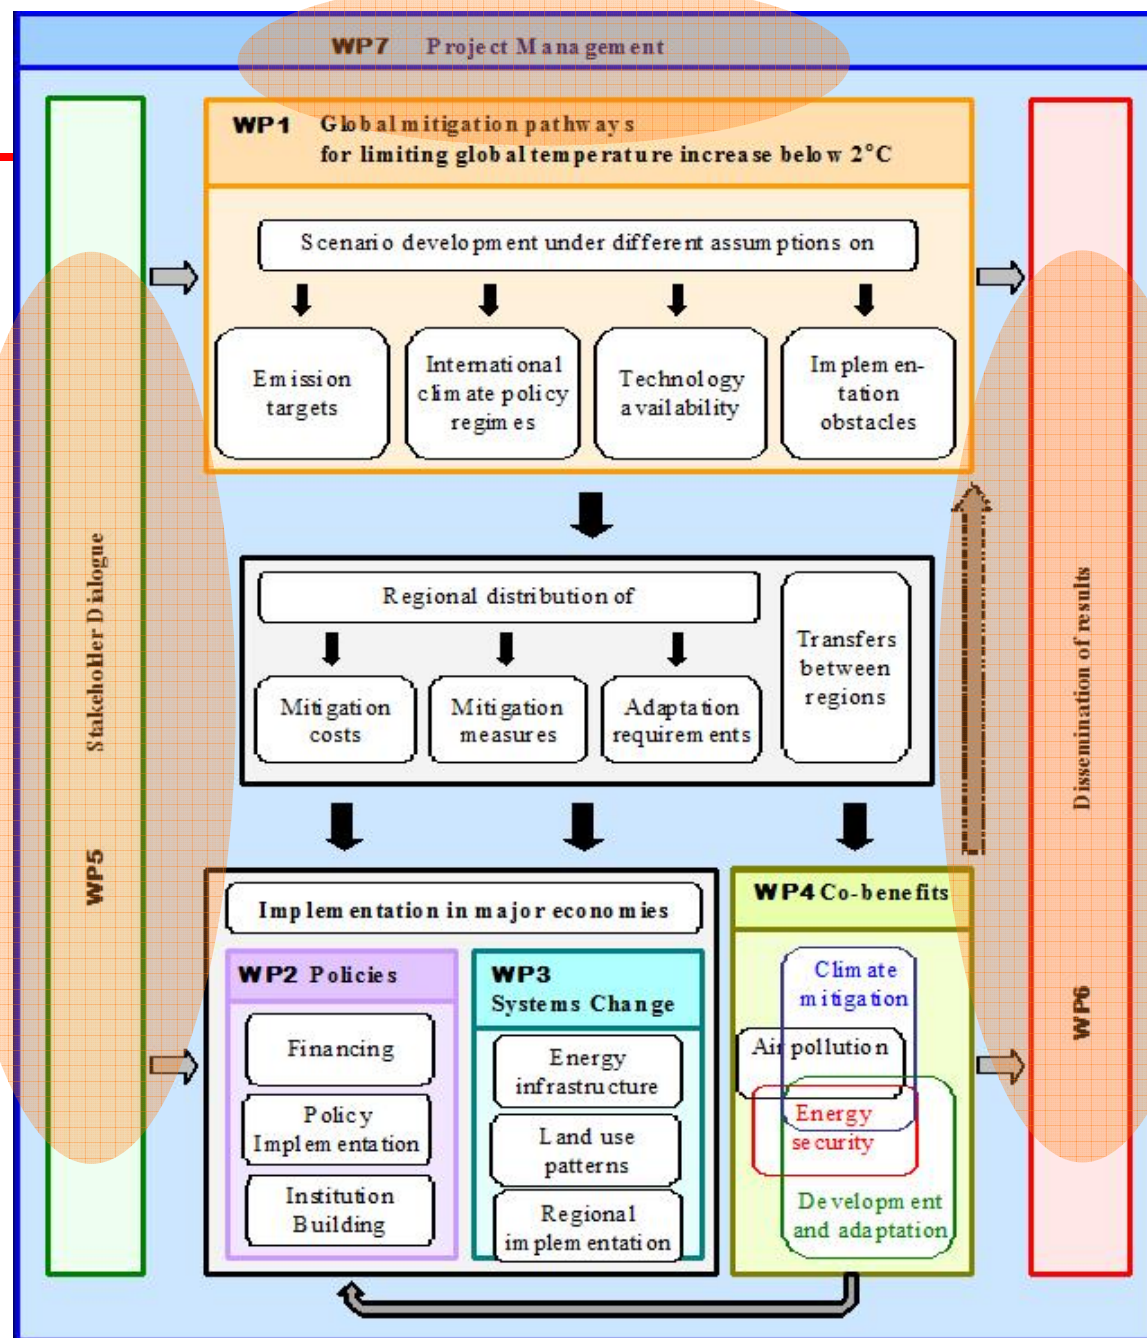 WP7 Project Management
WP1 Global mitigation pathways
for limiting global temperature increase below 2°C
Scenario development under different assumptions on
Emission
targets
International
climate policy
regimes
Technology
availability
Implemen-
tation
obstacles
Stakeholder Dialogue
WP5
Regional distribution of
Mitigation
costs
Mitigation
measures
Adaptation
requirements
Transfers
between
regions
Dissemination of results
WP6
Implementation in major economies
WP2 Policies
Financing
Policy
Implementation
Institution
Building
WP3
Systems Change
Energy
infrastructure
Land use
patterns
Regional
implementation
WP4 Co-benefits
Climate
mitigation
Air pollution
Energy
security
Development
and adaptation